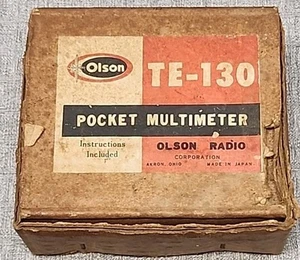 Olson
TE-130
POCKET MULTIMETER
Instructions
Included
OLSON RADIO
CORPORATION
AKRON, OHIO MADE IN JAPAN